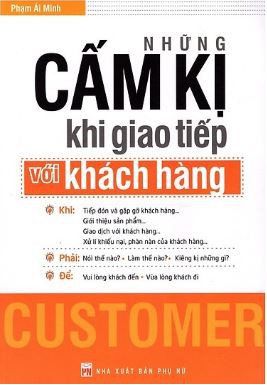 Phạm Ái Minh
NHỮNG
CẤM KỊ
khi giao tiếp
với khách hàng
Khi: Tiếp đón và gặp gỡ khách hàng...
Giới thiệu sản phẩm...
Giao dịch với khách hàng...
Xử lí khiếu nại, phàn nàn của khách hàng...
Phải: Nói thế nào? • Làm thế nào? • Kiêng kị những gì?
Để: Vui lòng khách đến • Vừa lòng khách đi
CUSTOMER
PN NHÀ XUẤT BẢN PHỤ NỮ